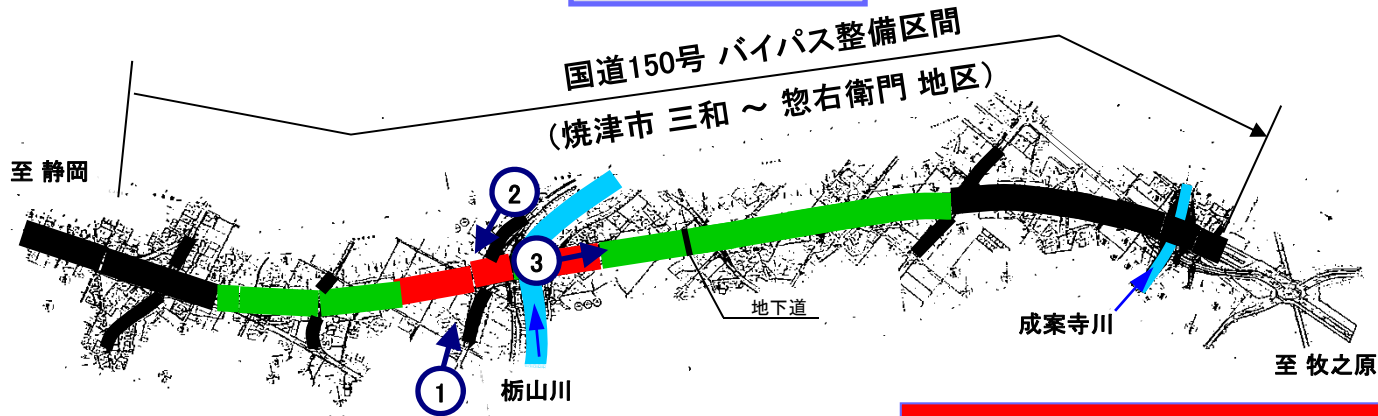 国道150号 バイパス整備区間
（焼津市 三和 ～ 惣右衛門 地区）
至 静岡
2
3
地下道
成案寺川
至 牧之原
1
栃山川